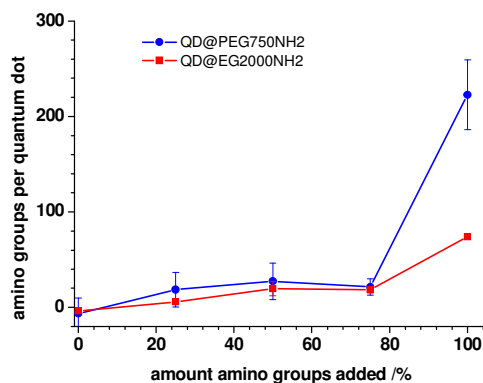 300
QD@PEG750NH2
QD@EG2000NH2
200
100
0
amino groups per quantum dot
0 20 40 60 80 100
amount amino groups added /%